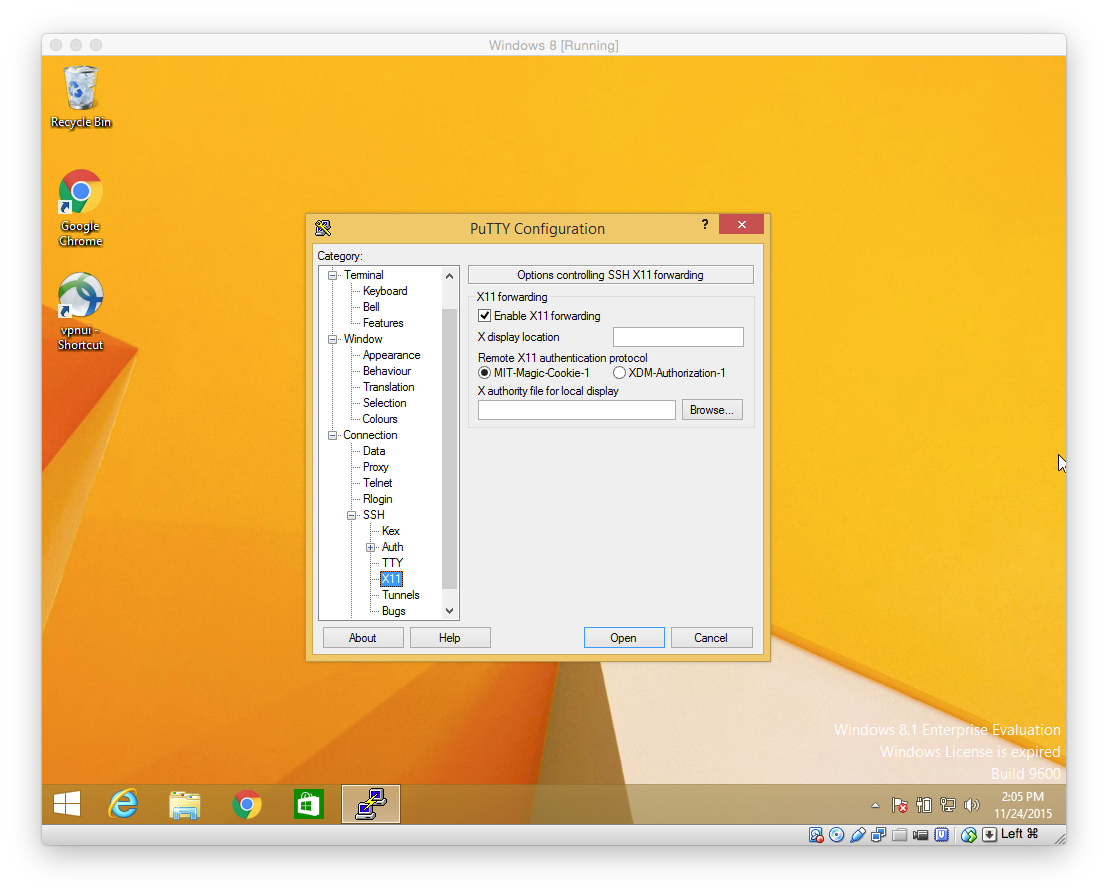 Windows 8 [Running]
Recycle Bin
Google
Chrome
vpnui -
Shortcut
PuTTY Configuration
?
Category:
Terminal
Keyboard
Bell
Features
Window
Appearance
Behaviour
Translation
Selection
Colours
Connection
Data
Proxy
Telnet
Rlogin
SSH
Kex
Auth
TTY
X11
Tunnels
Bugs
Options controlling SSH X11 forwarding
X11 forwarding
Enable X11 forwarding
X display location
Remote X11 authentication protocol
MIT-Magic-Cookie-1 XDM-Authorization-1
X authority file for local display
Browse...
About Help Open Cancel
Windows 8.1 Enterprise Evaluation
Windows License is expired
Build 9600
2:05 PM
11/24/2015
Left ⌘